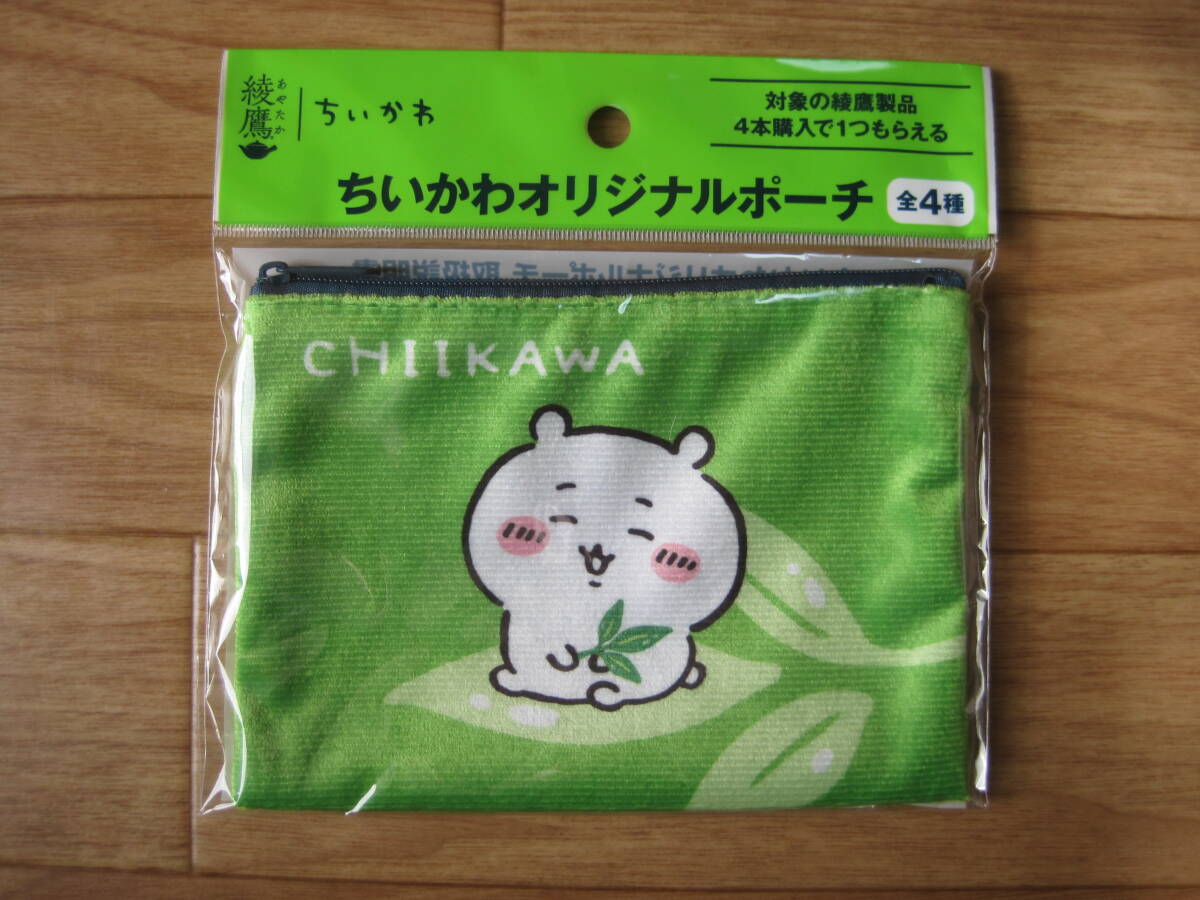 綾鷹
あやたか
ちいかわ
対象の綾鷹製品
4本購入で1つもらえる
ちいかわオリジナルポーチ
全4種
CHIIKAWA